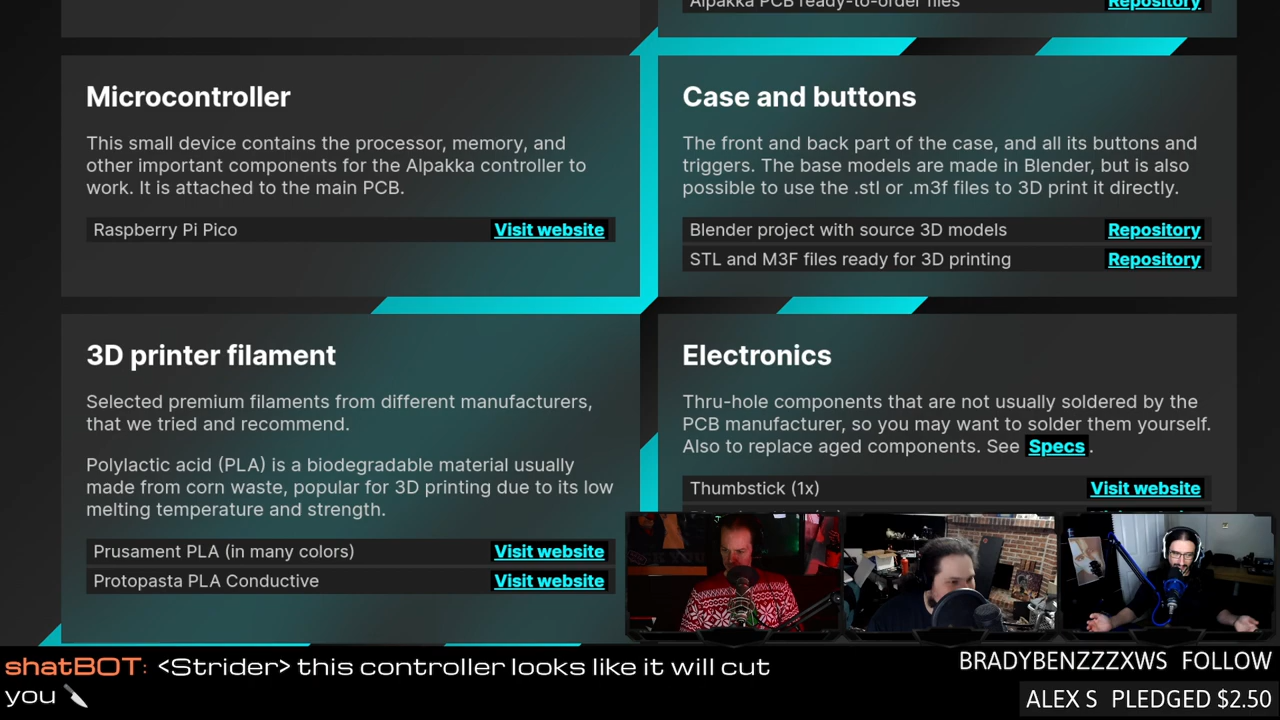 Alpakka PCB ready-to-order files Repository
Microcontroller
This small device contains the processor, memory, and
other important components for the Alpakka controller to
work. It is attached to the main PCB.
Raspberry Pi Pico Visit website
Case and buttons
The front and back part of the case, and all its buttons and
triggers. The base models are made in Blender, but is also
possible to use the .stl or .m3f files to 3D print it directly.
Blender project with source 3D models Repository
STL and M3F files ready for 3D printing Repository
3D printer filament
Selected premium filaments from different manufacturers,
that we tried and recommend.
Polylactic acid (PLA) is a biodegradable material usually
made from corn waste, popular for 3D printing due to its low
melting temperature and strength.
Prusament PLA (in many colors) Visit website
Protopasta PLA Conductive Visit website
Electronics
Thru-hole components that are not usually soldered by the
PCB manufacturer, so you may want to solder them yourself.
Also to replace aged components. See Specs .
Thumbstick (1x) Visit website
shatBOT: <Strider> this controller looks like it will cut
you 🔪
BRADYBENZZZXWS FOLLOW
ALEX S PLEDGED $2.50